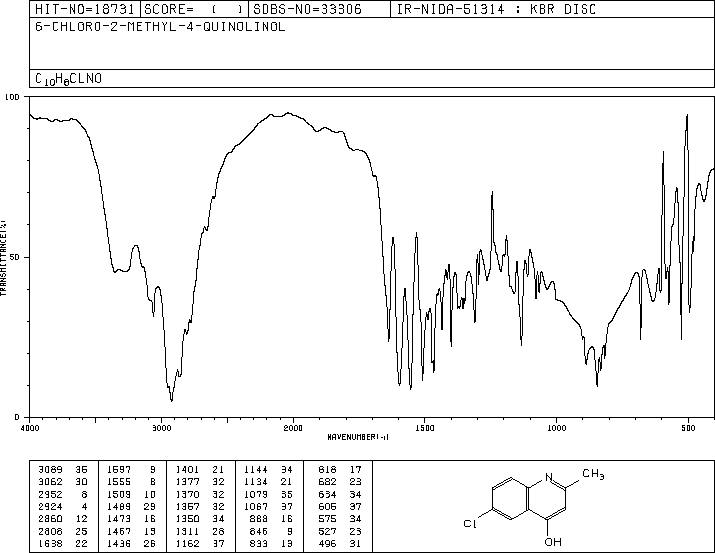 HIT-NO=18731 SCORE= ( ) SDBS-NO=33306 IR-NIDA-51314 : KBR DISC
6-CHLORO-2-METHYL-4-QUINOLINOL
C10H8CLNO
100
50
0
TRANSMITTANCE(%)
4000 3000 2000 1500 1000 500
WAVENUMBER(-1)
3089 36 1597 9 1401 21 1144 34 818 17
3062 30 1555 8 1377 32 1134 21 682 23
2952 8 1509 10 1370 32 1079 35 634 34
2924 4 1489 29 1357 32 1067 37 605 37
2860 12 1473 16 1350 34 888 16 575 34
2808 25 1467 13 1311 28 846 9 527 23
1638 22 1436 26 1162 37 833 13 496 31
N
CH3
Cl
OH